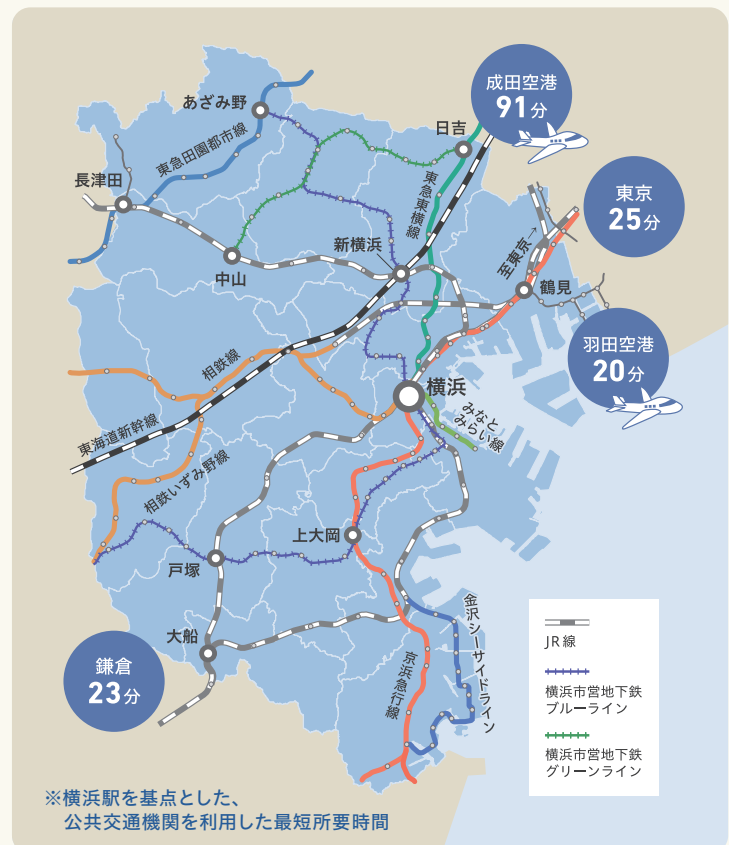 成田空港
91分
あざみ野
日吉
東急田園都市線
東京
25分
長津田
東急東横線
新横浜
至東京→
中山
鶴見
羽田空港
20分
相鉄線
横浜
みなと
みらい線
東海道新幹線
相鉄いずみ野線
上大岡
戸塚
金沢シーサイドライン
大船
京浜急行線
鎌倉
23分
JR線
横浜市営地下鉄
ブルーライン
横浜市営地下鉄
グリーンライン
※横浜駅を基点とした、
公共交通機関を利用した最短所要時間